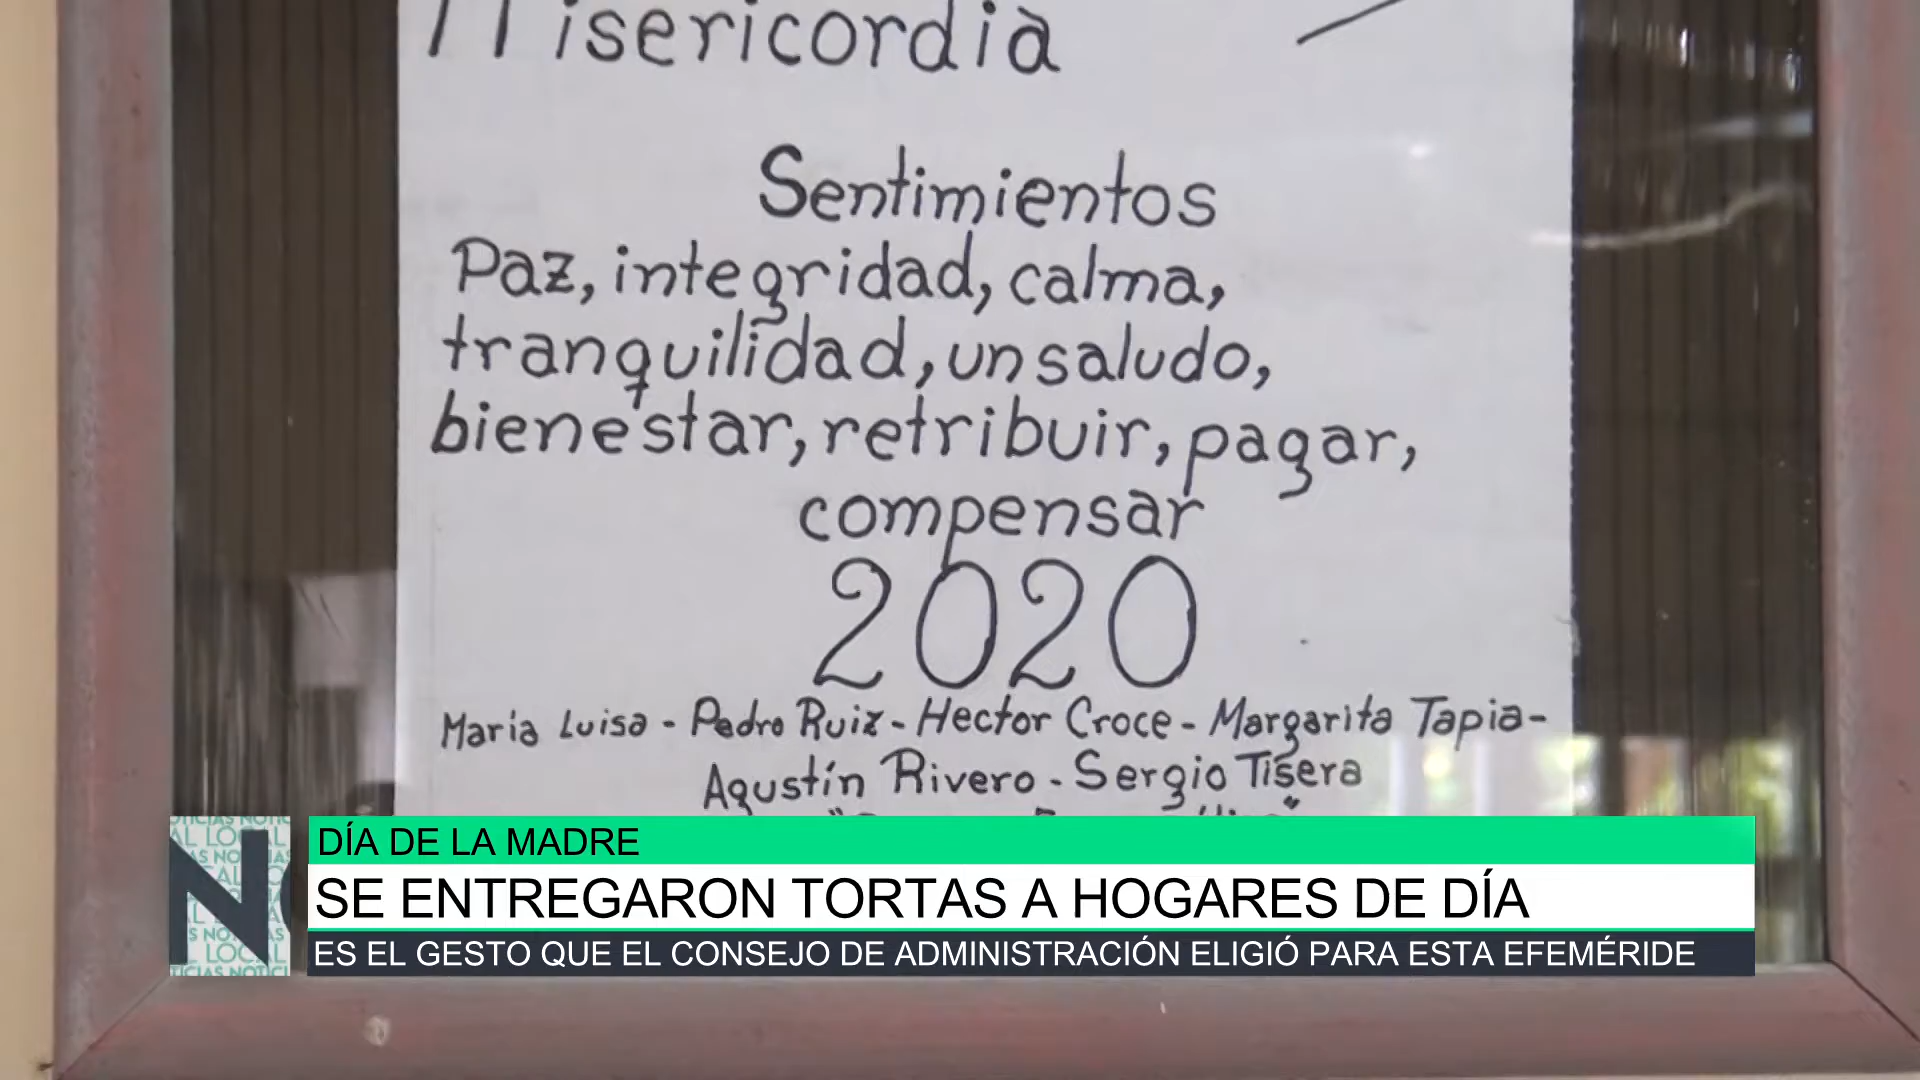 Misericordia
Sentimientos
Paz, integridad, calma,
tranquilidad, un saludo,
bienestar, retribuir, pagar,
compensar
2020
María Luisa - Pedro Ruiz - Hector Croce - Margarita Tapia -
Agustín Rivero - Sergio Tisera
DÍA DE LA MADRE
SE ENTREGARON TORTAS A HOGARES DE DÍA
ES EL GESTO QUE EL CONSEJO DE ADMINISTRACIÓN ELIGIÓ PARA ESTA EFEMÉRIDE